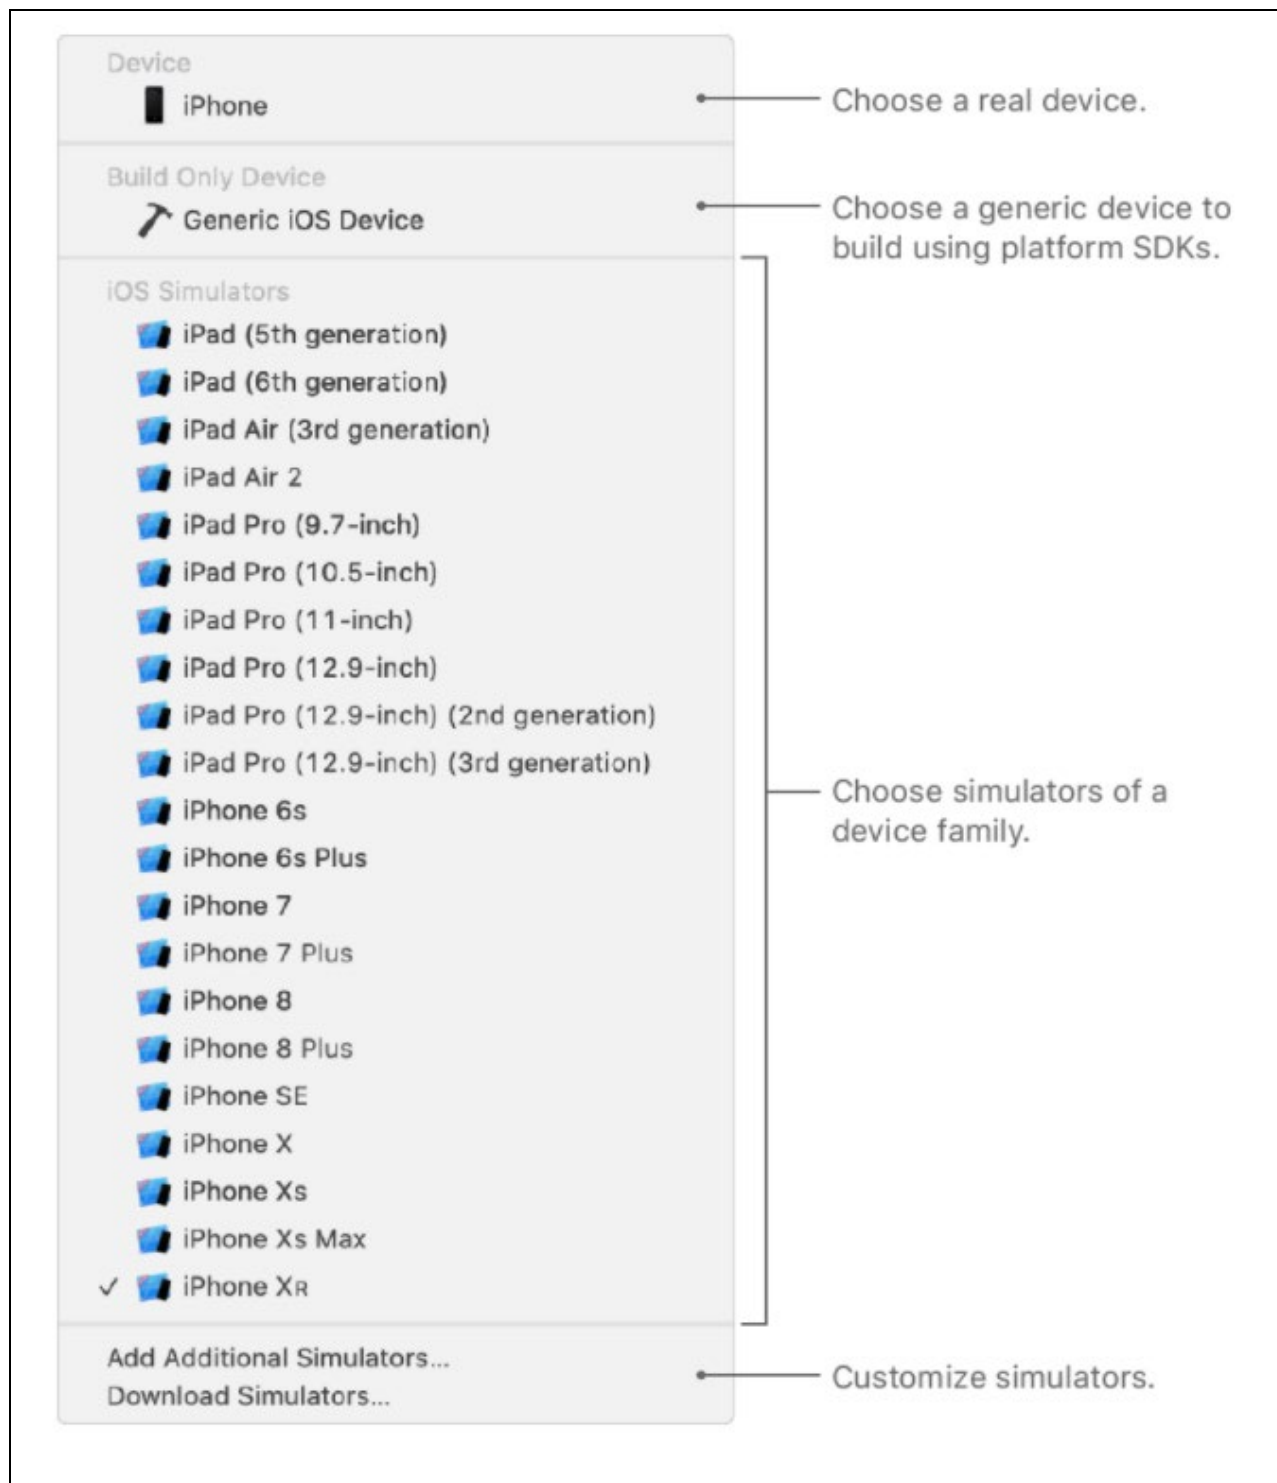 Device
iPhone
Choose a real device.
Build Only Device
Generic iOS Device
Choose a generic device to
build using platform SDKs.
iOS Simulators
iPad (5th generation)
iPad (6th generation)
iPad Air (3rd generation)
iPad Air 2
iPad Pro (9.7-inch)
iPad Pro (10.5-inch)
iPad Pro (11-inch)
iPad Pro (12.9-inch)
iPad Pro (12.9-inch) (2nd generation)
iPad Pro (12.9-inch) (3rd generation)
iPhone 6s
iPhone 6s Plus
iPhone 7
iPhone 7 Plus
iPhone 8
iPhone 8 Plus
iPhone SE
iPhone X
iPhone Xs
iPhone Xs Max
✓ iPhone XR
Choose simulators of a
device family.
Add Additional Simulators...
Download Simulators...
Customize simulators.